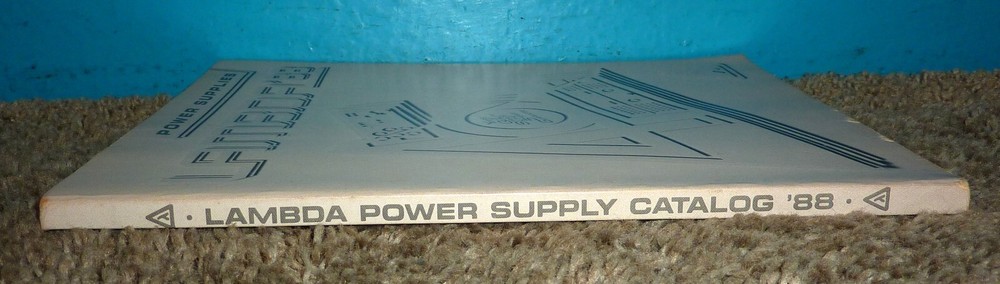 POWER SUPPLIES
· LAMBDA POWER SUPPLY CATALOG '88 ·